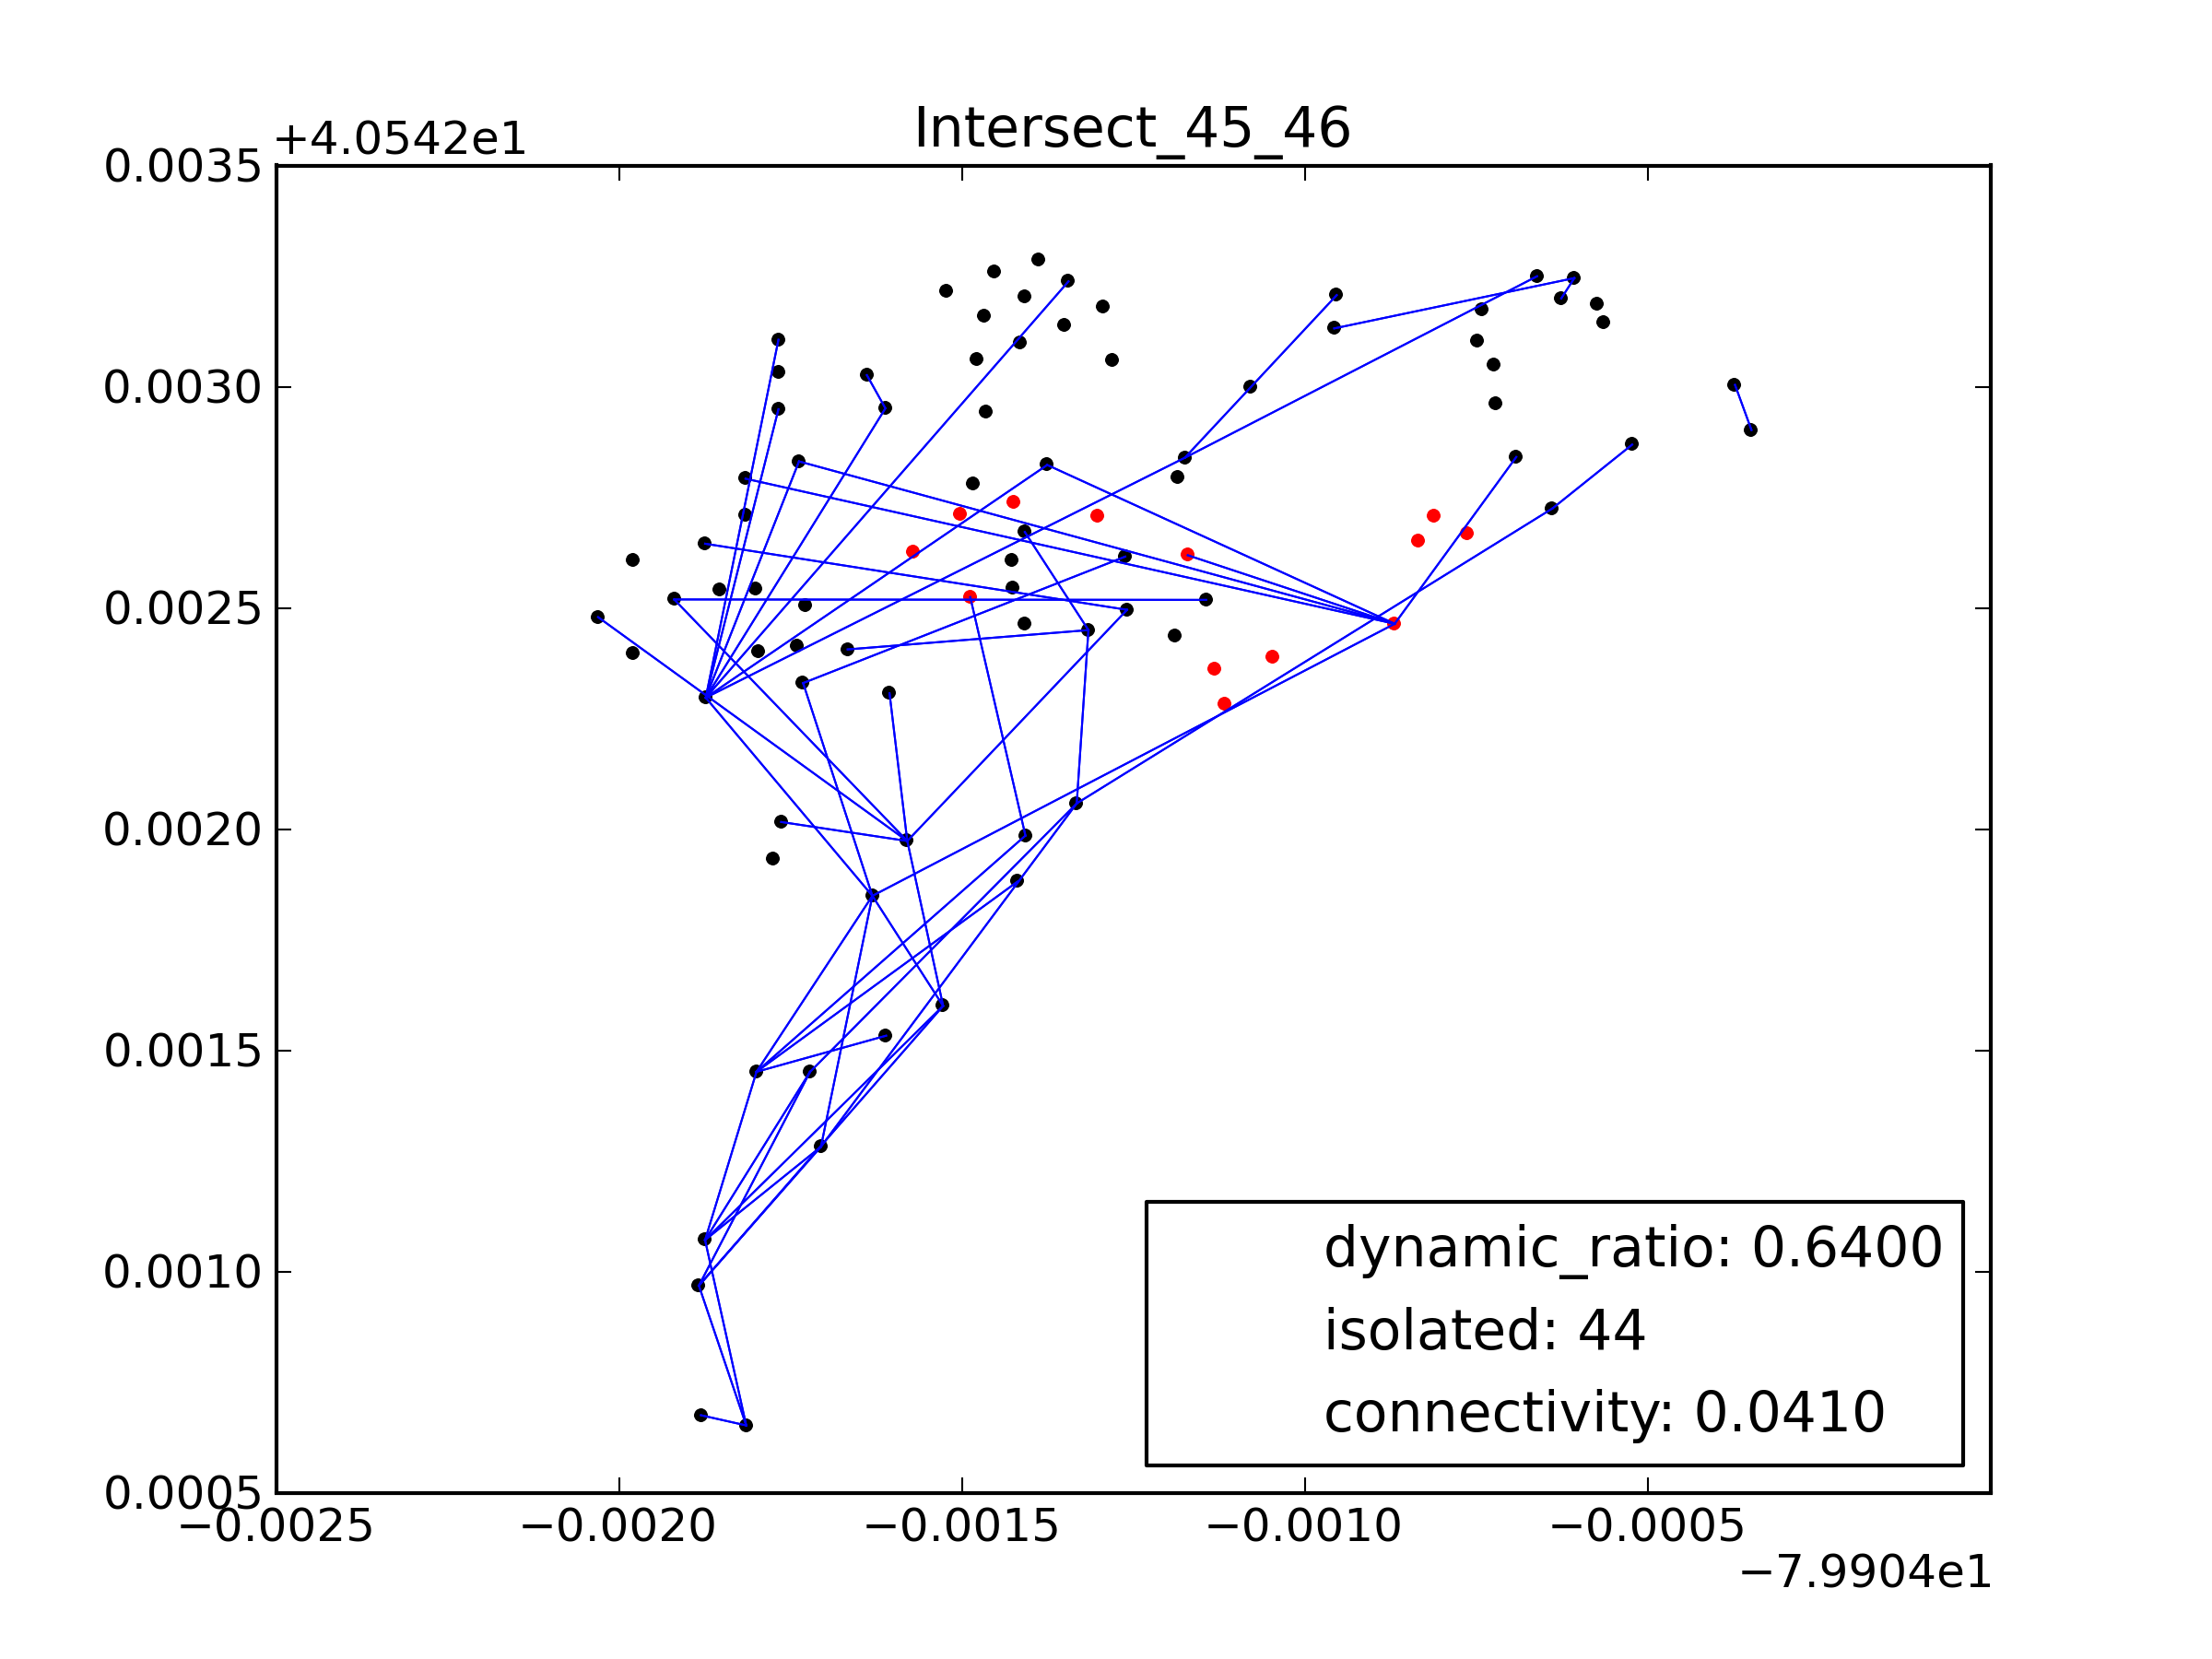 Intersect_45_46
+4.0542e1
0.0035
0.0030
0.0025
0.0020
0.0015
0.0010
0.0005
dynamic_ratio: 0.6400
isolated: 44
connectivity: 0.0410
−0.0025 −0.0020 −0.0015 −0.0010 −0.0005
−7.9904e1